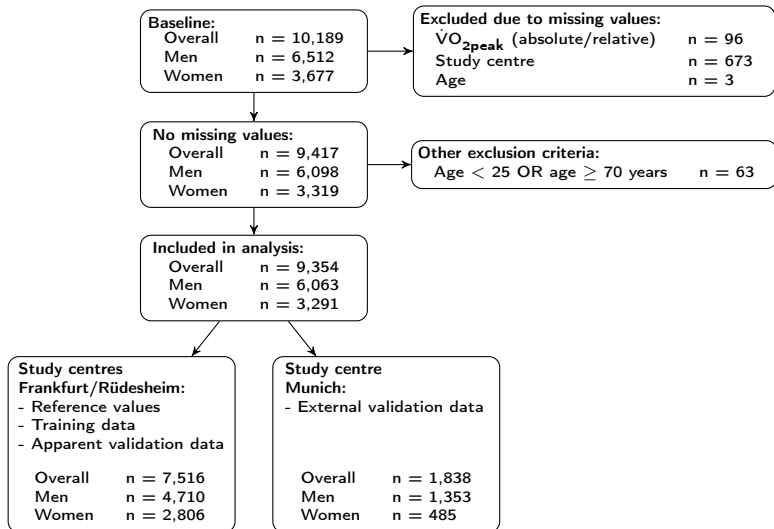 Baseline:
Overall n = 10,189
Men n = 6,512
Women n = 3,677
Excluded due to missing values:
V̇O2peak (absolute/relative) n = 96
Study centre n = 673
Age n = 3
No missing values:
Overall n = 9,417
Men n = 6,098
Women n = 3,319
Other exclusion criteria:
Age < 25 OR age ≥ 70 years n = 63
Included in analysis:
Overall n = 9,354
Men n = 6,063
Women n = 3,291
Study centres
Frankfurt/Rüdesheim:
- Reference values
- Training data
- Apparent validation data
Overall n = 7,516
Men n = 4,710
Women n = 2,806
Study centre
Munich:
- External validation data
Overall n = 1,838
Men n = 1,353
Women n = 485